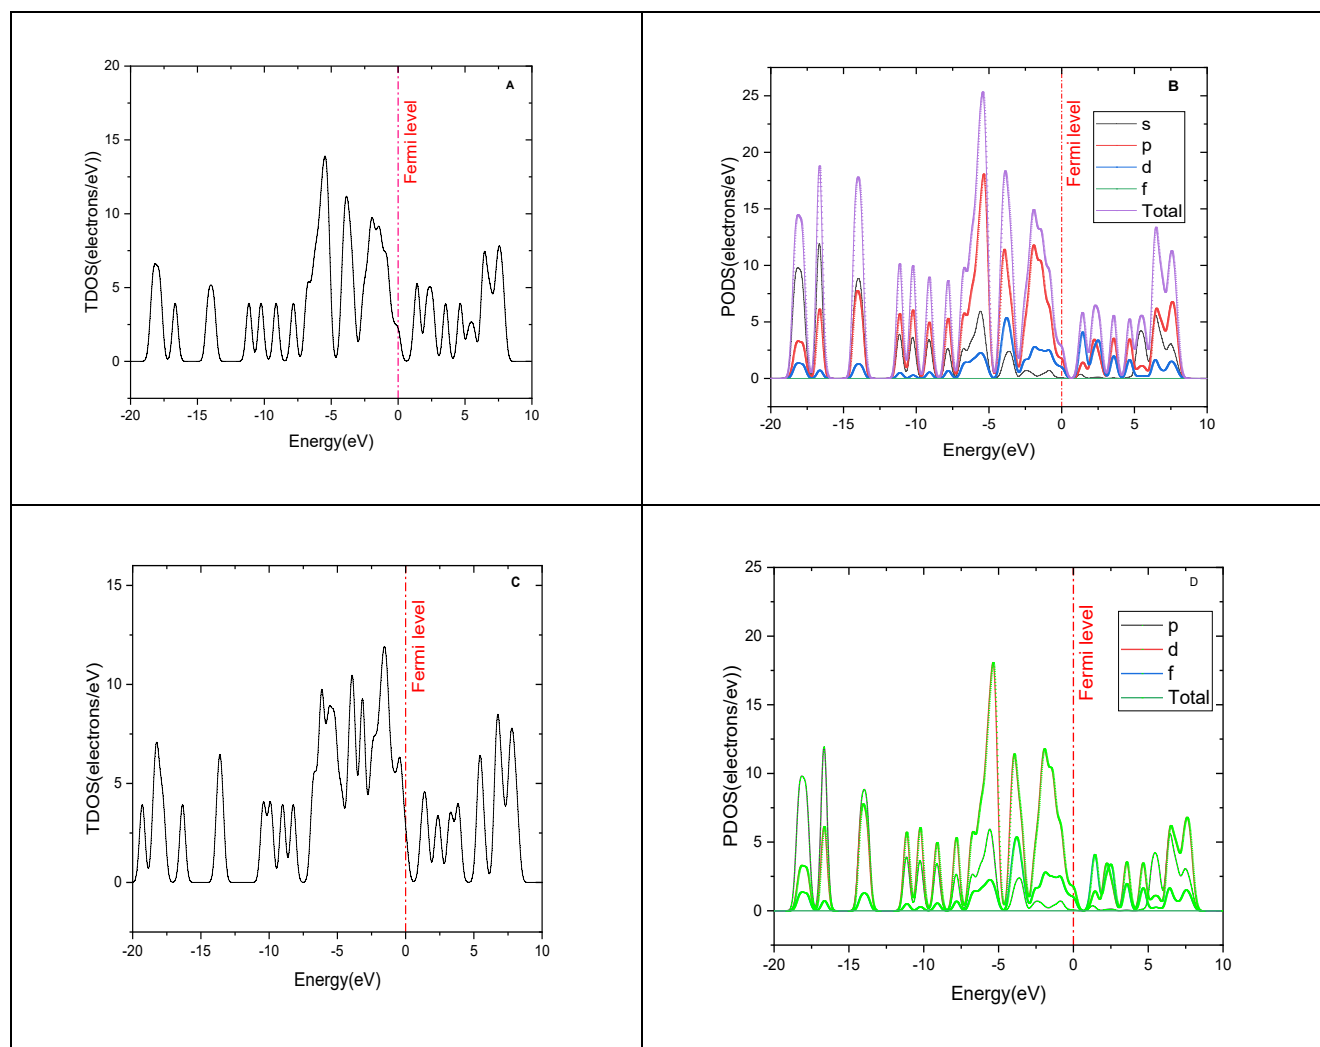 A
TDOS(electrons/eV))
20
15
10
5
0
Fermi level
-20
-15
-10
-5
0
5
10
Energy(eV)
B
PODS(electrons/eV)
25
20
15
10
5
0
Fermi level
s
p
d
f
Total
-20
-15
-10
-5
0
5
10
Energy(eV)
C
TDOS(electrons/eV)
15
10
5
0
Fermi level
-20
-15
-10
-5
0
5
10
Energy(eV)
D
PDOS(electrons/ev))
25
20
15
10
5
0
Fermi level
p
d
f
Total
-20
-15
-10
-5
0
5
10
Energy(eV)